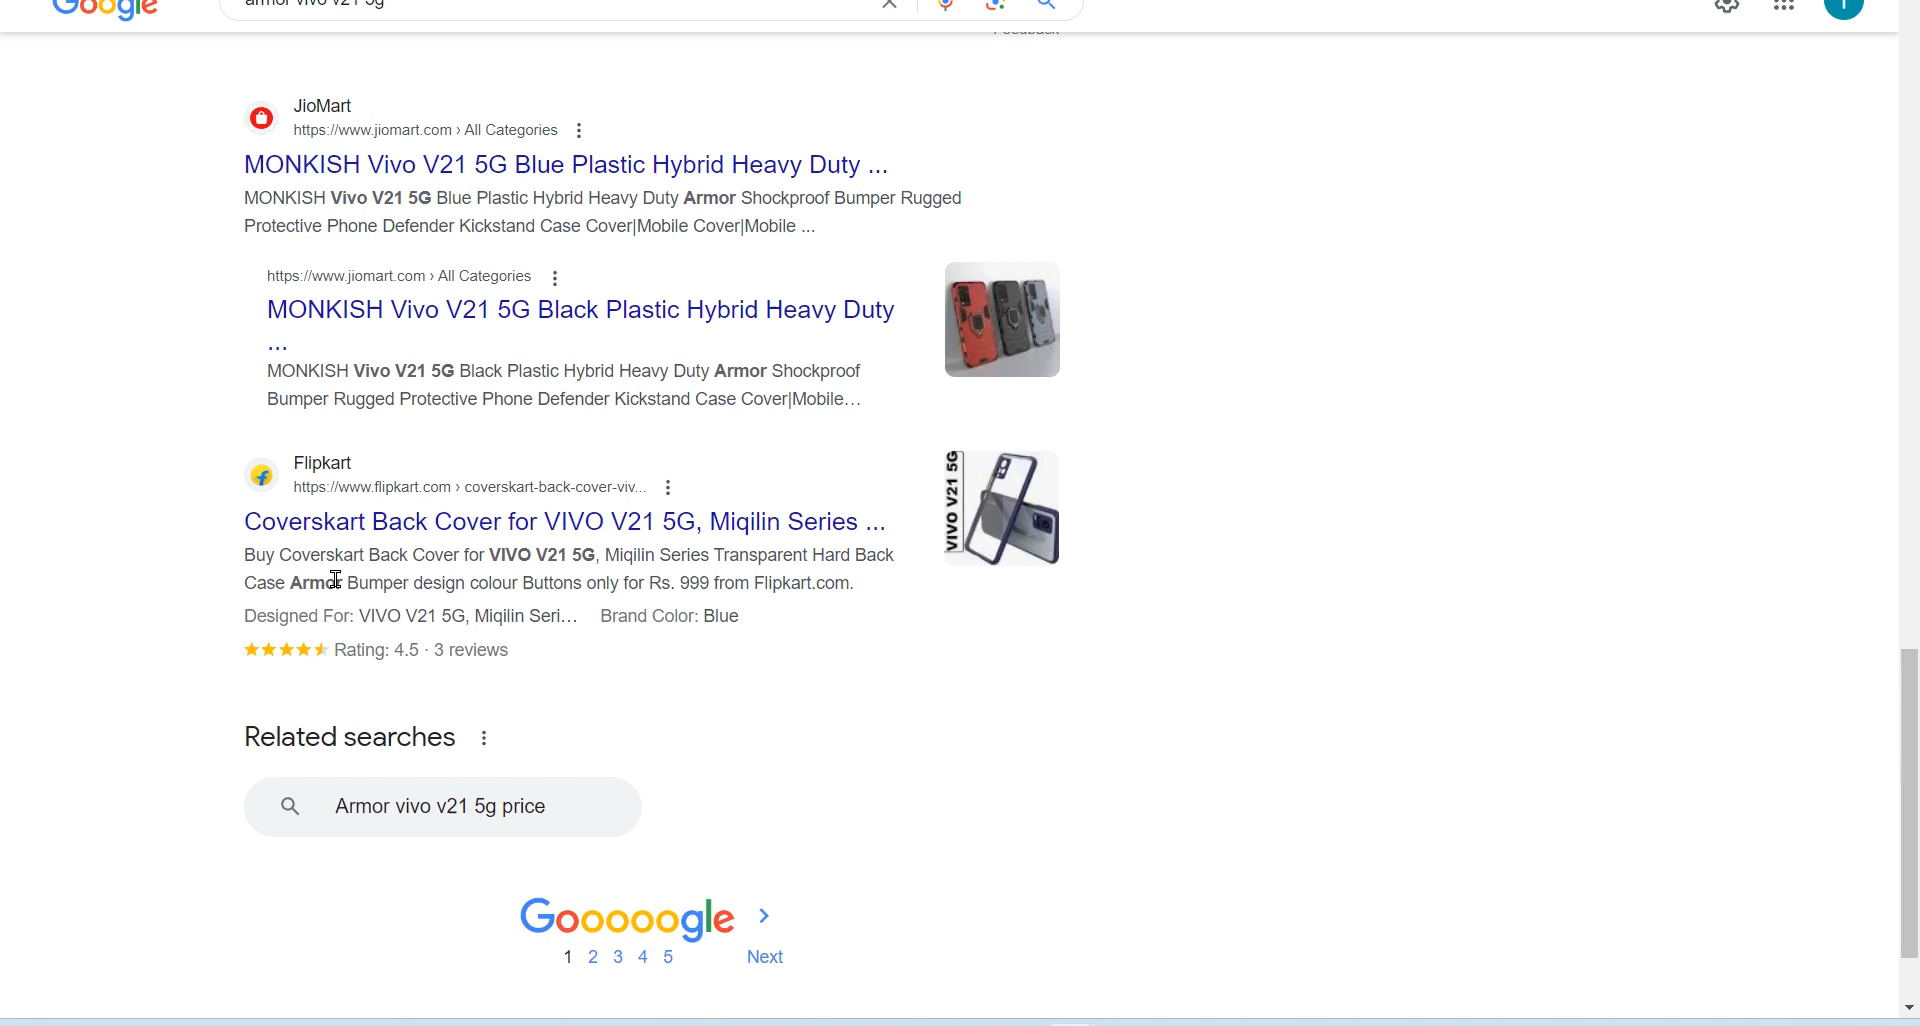 Google armor vivo v21 5g
Feedback
JioMart
https://www.jiomart.com › All Categories
MONKISH Vivo V21 5G Blue Plastic Hybrid Heavy Duty ...
MONKISH Vivo V21 5G Blue Plastic Hybrid Heavy Duty Armor Shockproof Bumper Rugged
Protective Phone Defender Kickstand Case Cover|Mobile Cover|Mobile ...
https://www.jiomart.com › All Categories
MONKISH Vivo V21 5G Black Plastic Hybrid Heavy Duty
...
MONKISH Vivo V21 5G Black Plastic Hybrid Heavy Duty Armor Shockproof
Bumper Rugged Protective Phone Defender Kickstand Case Cover|Mobile…
Flipkart
https://www.flipkart.com › coverskart-back-cover-viv...
VIVO V21 5G
Coverskart Back Cover for VIVO V21 5G, Miqilin Series ...
Buy Coverskart Back Cover for VIVO V21 5G, Miqilin Series Transparent Hard Back
Case Armor Bumper design colour Buttons only for Rs. 999 from Flipkart.com.
Designed For: VIVO V21 5G, Miqilin Seri… Brand Color: Blue
Rating: 4.5 · 3 reviews
Related searches
Armor vivo v21 5g price
Gooooogle
1 2 3 4 5 Next